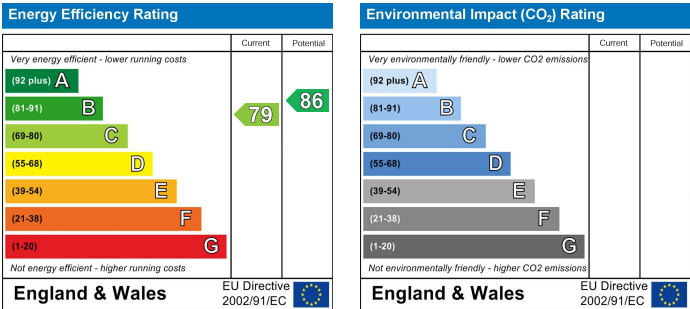 Energy Efficiency Rating
Current Potential
Very energy efficient - lower running costs
(92 plus) A
(81-91) B
(69-80) C
(55-68) D
(39-54) E
(21-38) F
(1-20) G
79
86
Not energy efficient - higher running costs
England & Wales
EU Directive
2002/91/EC
Environmental Impact (CO₂) Rating
Current Potential
Very environmentally friendly - lower CO2 emissions
(92 plus) A
(81-91) B
(69-80) C
(55-68) D
(39-54) E
(21-38) F
(1-20) G
Not environmentally friendly - higher CO2 emissions
England & Wales
EU Directive
2002/91/EC